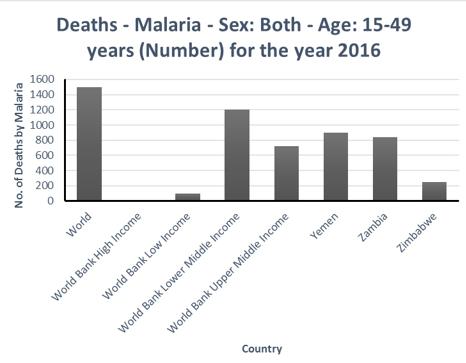 Deaths - Malaria - Sex: Both - Age: 15-49
years (Number) for the year 2016
No. of Deaths by Malaria
1600
1400
1200
1000
800
600
400
200
0
World
World Bank High Income
World Bank Low Income
World Bank Lower Middle Income
World Bank Upper Middle Income
Yemen
Zambia
Zimbabwe
Country